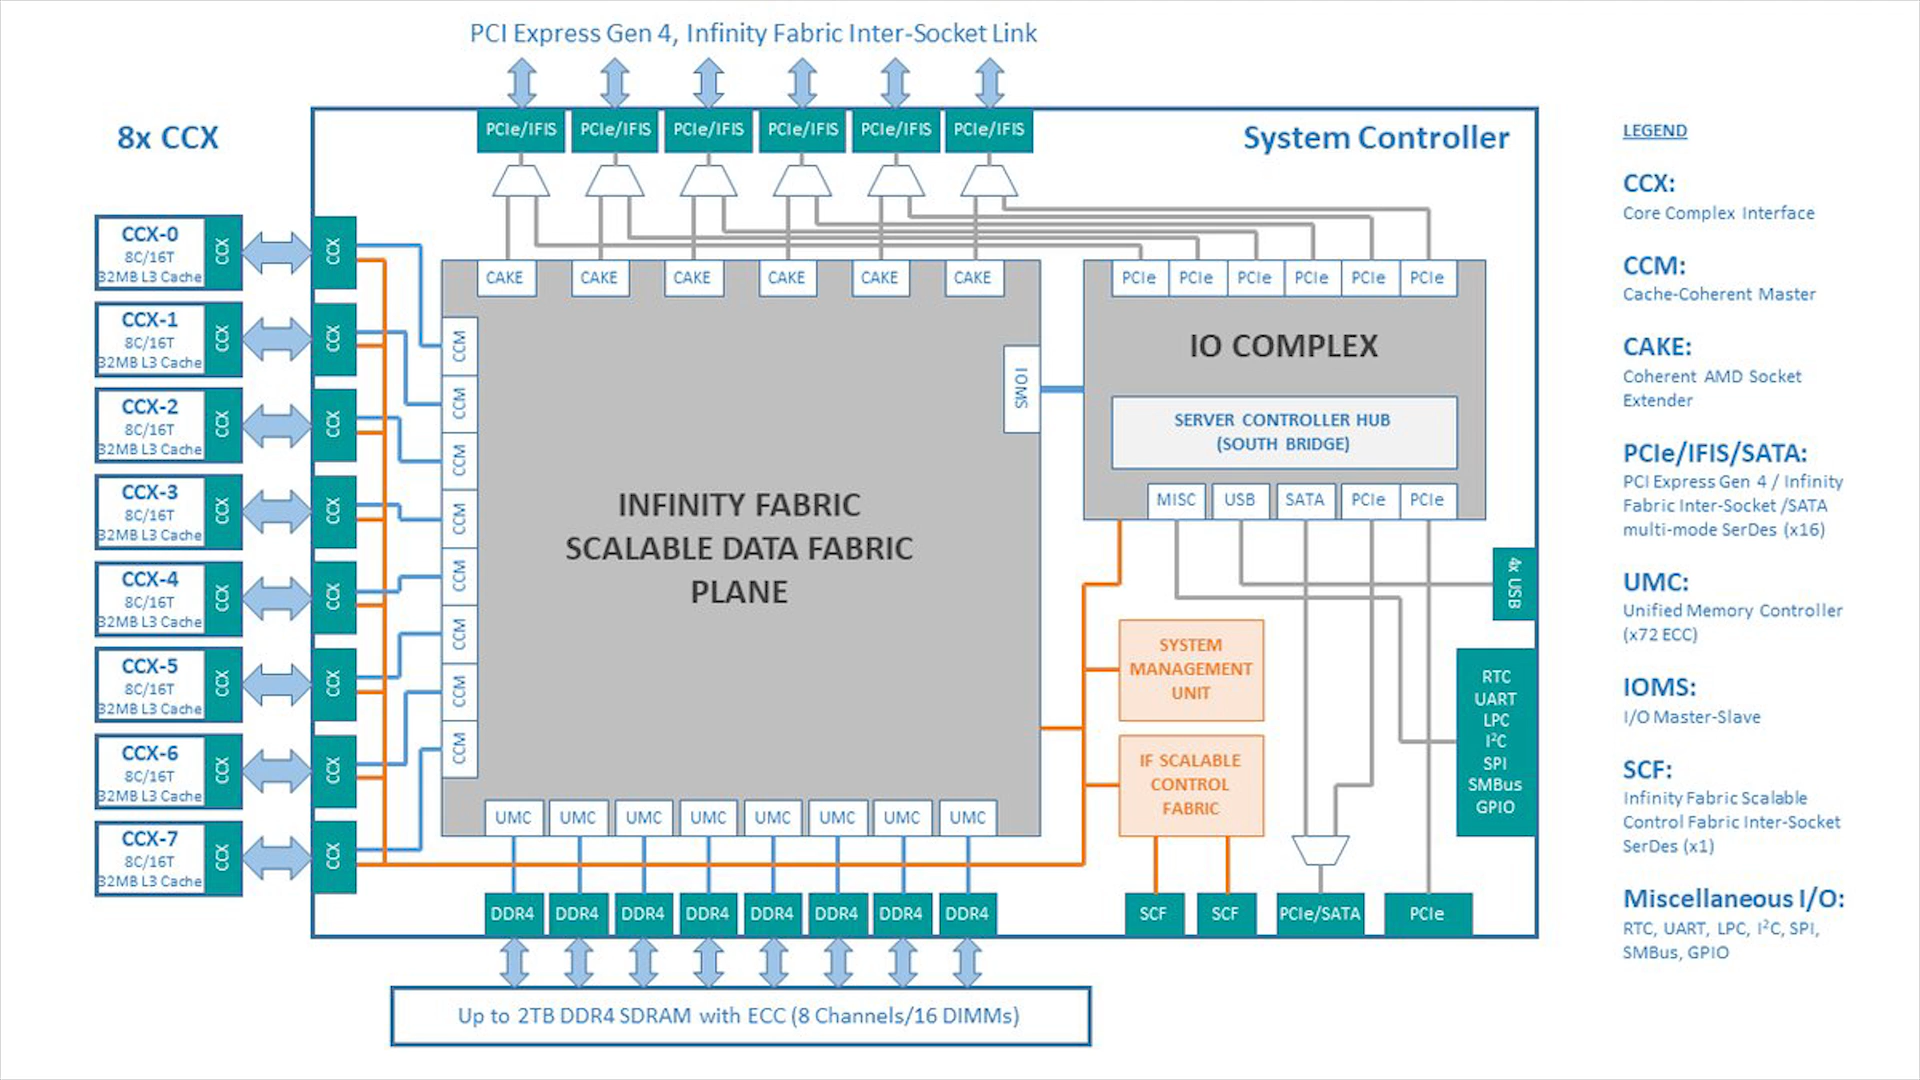 PCI Express Gen 4, Infinity Fabric Inter-Socket Link
8x CCX
System Controller
PCIe/IFIS
PCIe/IFIS
PCIe/IFIS
PCIe/IFIS
PCIe/IFIS
PCIe/IFIS
CCX-0
8C/16T
32MB L3 Cache
CCX
CCX
CCX-1
8C/16T
32MB L3 Cache
CCX
CCX
CCX-2
8C/16T
32MB L3 Cache
CCX
CCX
CCX-3
8C/16T
32MB L3 Cache
CCX
CCX
CCX-4
8C/16T
32MB L3 Cache
CCX
CCX
CCX-5
8C/16T
32MB L3 Cache
CCX
CCX
CCX-6
8C/16T
32MB L3 Cache
CCX
CCX
CCX-7
8C/16T
32MB L3 Cache
CCX
CCX
CAKE
CAKE
CAKE
CAKE
CAKE
CAKE
CCM
CCM
CCM
CCM
CCM
CCM
CCM
CCM
INFINITY FABRIC
SCALABLE DATA FABRIC
PLANE
IOMS
UMC
UMC
UMC
UMC
UMC
UMC
UMC
UMC
DDR4
DDR4
DDR4
DDR4
DDR4
DDR4
DDR4
DDR4
Up to 2TB DDR4 SDRAM with ECC (8 Channels/16 DIMMs)
PCIe
PCIe
PCIe
PCIe
PCIe
PCIe
IO COMPLEX
SERVER CONTROLLER HUB
(SOUTH BRIDGE)
MISC
USB
SATA
PCIe
PCIe
4x USB
SYSTEM
MANAGEMENT
UNIT
IF SCALABLE
CONTROL
FABRIC
RTC
UART
LPC
I²C
SPI
SMBus
GPIO
SCF
SCF
PCIe/SATA
PCIe
LEGEND
CCX:
Core Complex Interface
CCM:
Cache-Coherent Master
CAKE:
Coherent AMD Socket
Extender
PCIe/IFIS/SATA:
PCI Express Gen 4 / Infinity
Fabric Inter-Socket /SATA
multi-mode SerDes (x16)
UMC:
Unified Memory Controller
(x72 ECC)
IOMS:
I/O Master-Slave
SCF:
Infinity Fabric Scalable
Control Fabric Inter-Socket
SerDes (x1)
Miscellaneous I/O:
RTC, UART, LPC, I²C, SPI,
SMBus, GPIO